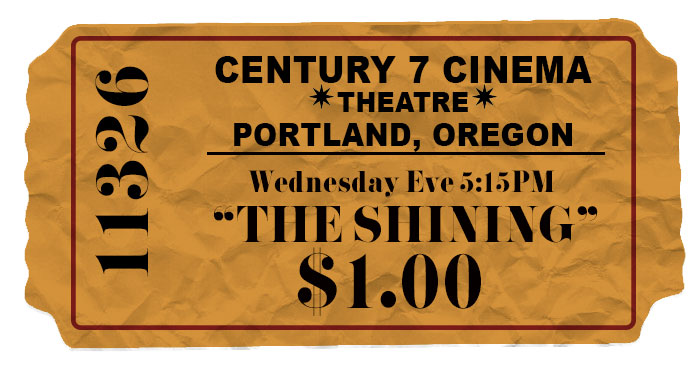 11326
CENTURY 7 CINEMA
✷THEATRE✷
PORTLAND, OREGON
Wednesday Eve 5:15PM
“THE SHINING”
$1.00